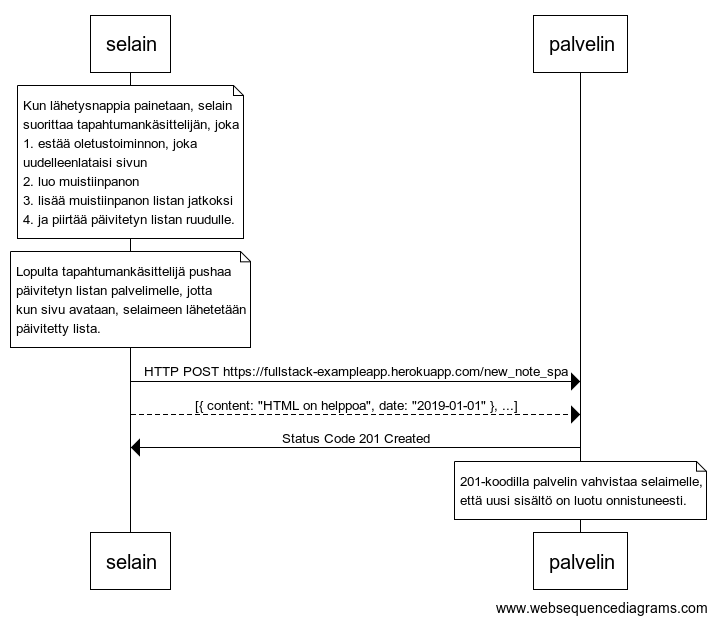 selain
palvelin
Kun lähetysnappia painetaan, selain
suorittaa tapahtumankäsittelijän, joka
1. estää oletustoiminnon, joka
uudelleenlataisi sivun
2. luo muistiinpanon
3. lisää muistiinpanon listan jatkoksi
4. ja piirtää päivitetyn listan ruudulle.
Lopulta tapahtumankäsittelijä pushaa
päivitetyn listan palvelimelle, jotta
kun sivu avataan, selaimeen lähetetään
päivitetty lista.
HTTP POST https://fullstack-exampleapp.herokuapp.com/new_note_spa
[{ content: "HTML on helppoa", date: "2019-01-01" }, ...]
Status Code 201 Created
201-koodilla palvelin vahvistaa selaimelle,
että uusi sisältö on luotu onnistuneesti.
selain
palvelin
www.websequencediagrams.com